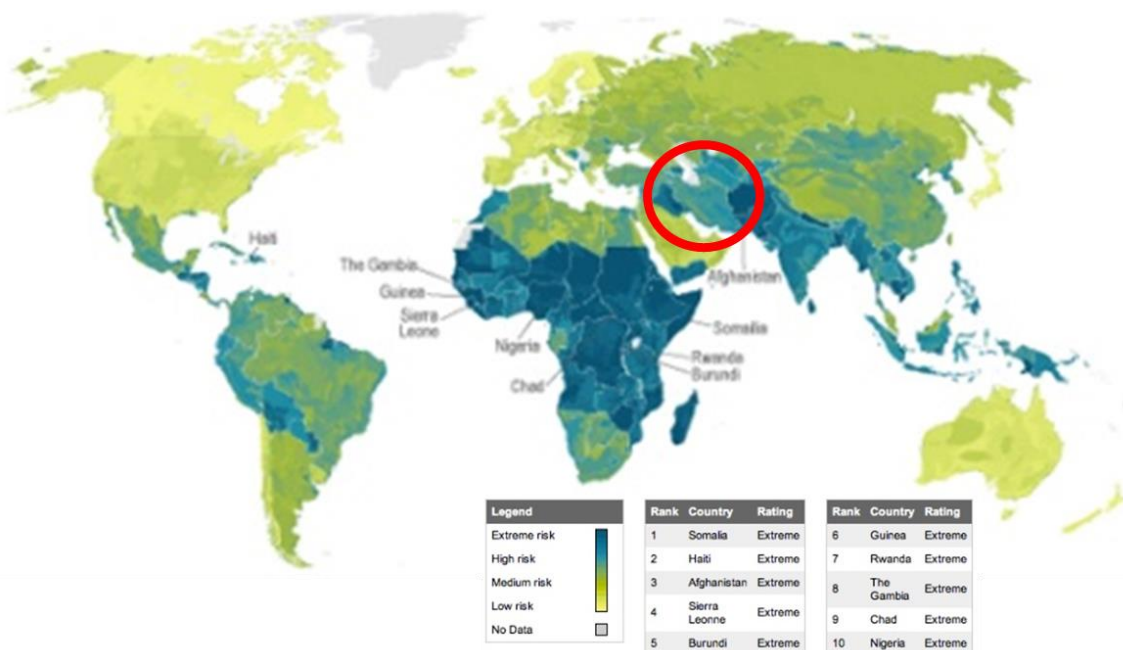 Haiti
The Gambia
Guinea
Sierra
Leone
Nigeria
Chad
Afghanistan
Somailia
Rwanda
Burundi
Legend
Extreme risk
High risk
Medium risk
Low risk
No Data
Rank Country Rating
1 Somalia Extreme
2 Haiti Extreme
3 Afghanistan Extreme
4 Sierra Leonne Extreme
5 Burundi Extreme
Rank Country Rating
6 Guinea Extreme
7 Rwanda Extreme
8 The Gambia Extreme
9 Chad Extreme
10 Nigeria Extreme